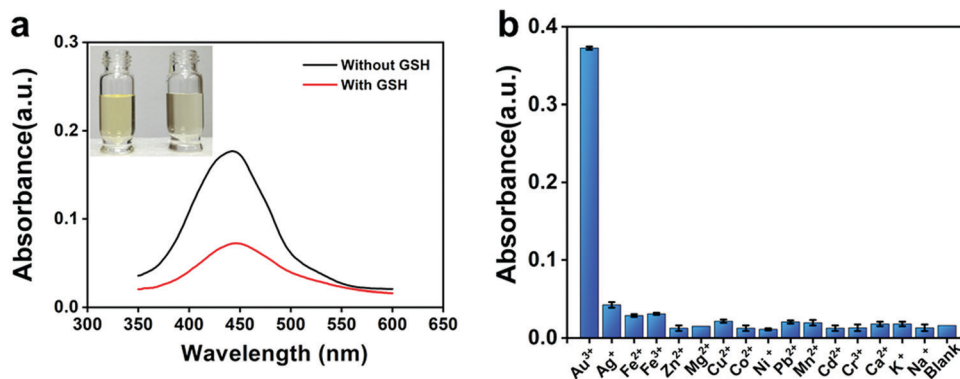 a
0.3
0.2
0.1
0.0
Absorbance(a.u.)
Without GSH
With GSH
300 350 400 450 500 550 600 650
Wavelength (nm)
b
0.4
0.3
0.2
0.1
0.0
Absorbance(a.u.)
Au3+ Ag+ Fe2+ Fe3+ Zn2+ Mg2+ Cu2+ Co2+ Ni+ Pb2+ Mn2+ Cd2+ Cr3+ Ca2+ K+ Na+ Blank